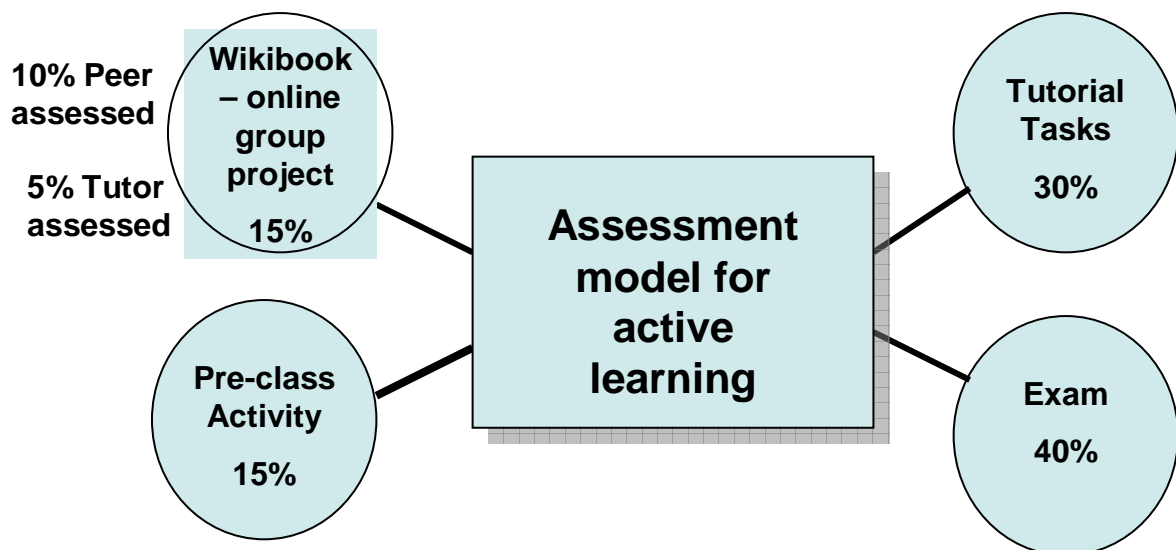 10% Peer
assessed
5% Tutor
assessed
Wikibook
– online
group
project
15%
Pre-class
Activity
15%
Assessment
model for
active
learning
Tutorial
Tasks
30%
Exam
40%